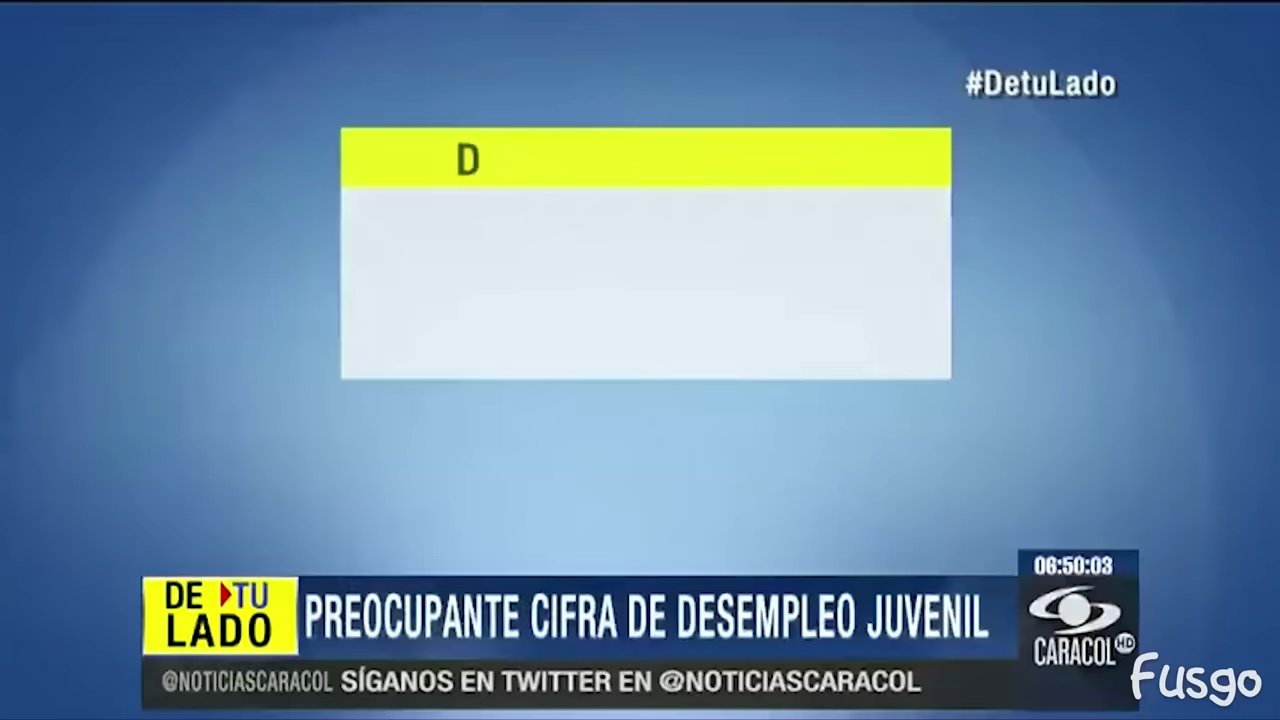 #DetuLado
D
06:50:03
DE TU
LADO
PREOCUPANTE CIFRA DE DESEMPLEO JUVENIL
CARACOL HD
@NOTICIASCARACOL SÍGANOS EN TWITTER EN @NOTICIASCARACOL
Fusgo